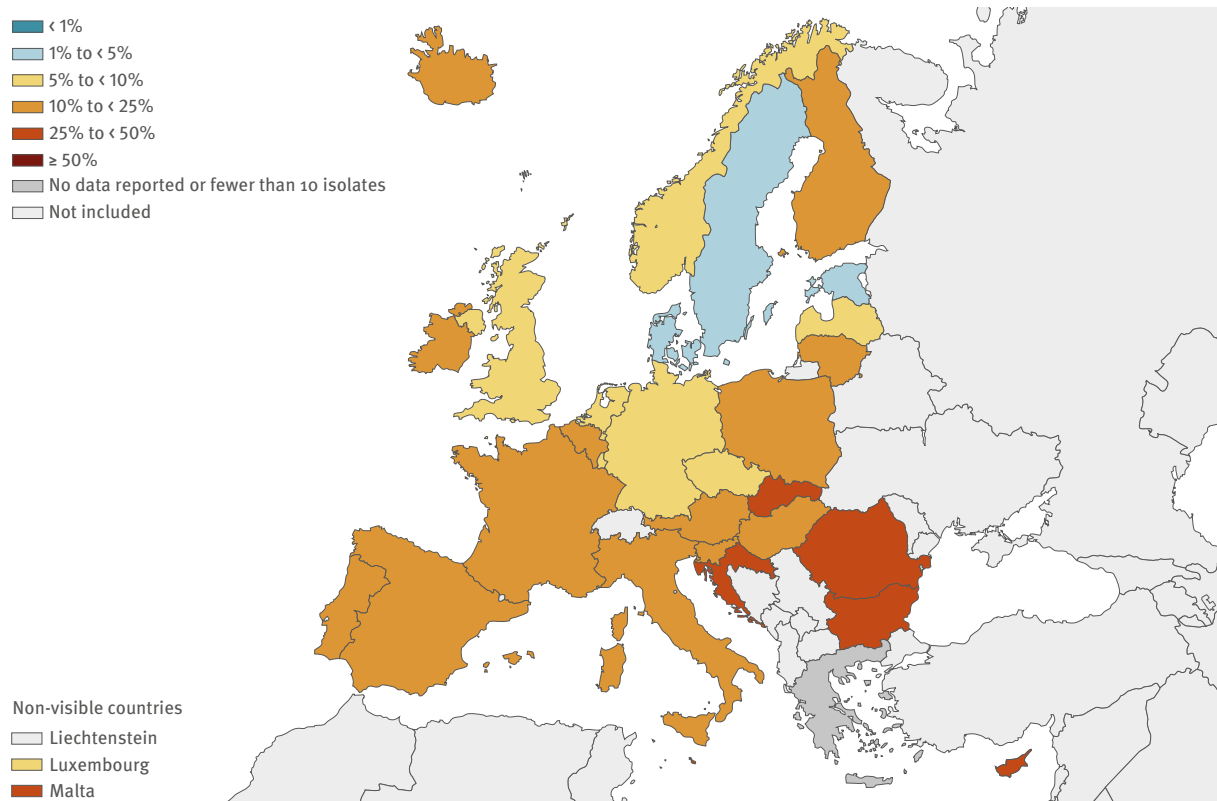 < 1%
1% to < 5%
5% to < 10%
10% to < 25%
25% to < 50%
≥ 50%
No data reported or fewer than 10 isolates
Not included
Non-visible countries
Liechtenstein
Luxembourg
Malta